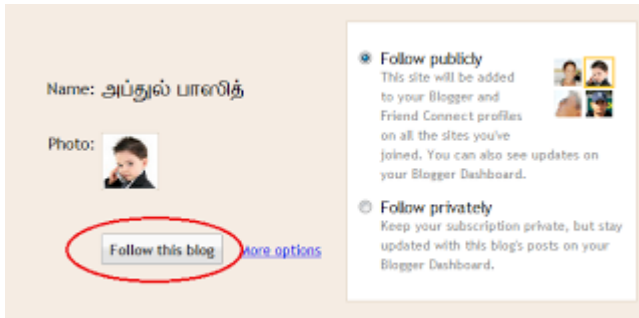 Name: அப்துல் பாஸித்
Photo:
Follow this blog More options
Follow publicly
This site will be added
to your Blogger and
Friend Connect profiles
on all the sites you've
joined. You can also see updates on
your Blogger Dashboard.
Follow privately
Keep your subscription private, but stay
updated with this blog's posts on your
Blogger Dashboard.